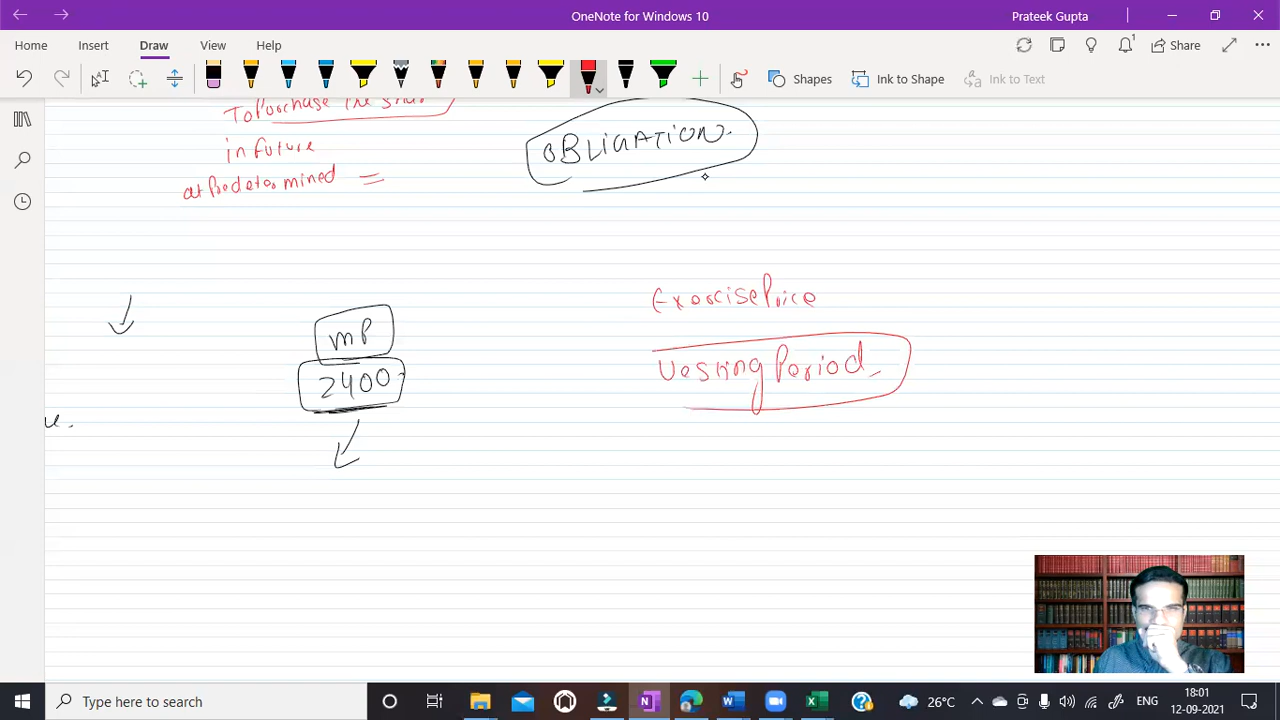 OneNote for Windows 10
Prateek Gupta
Home Insert Draw View Help
Share
Shapes
Ink to Shape
Ink to Text
To Purchase the
in future
at Predetermined =
OBLIGATION.
Exercise Price
mP
2400
Vesting Period
Type here to search
26°C
ENG
18:01
12-09-2021